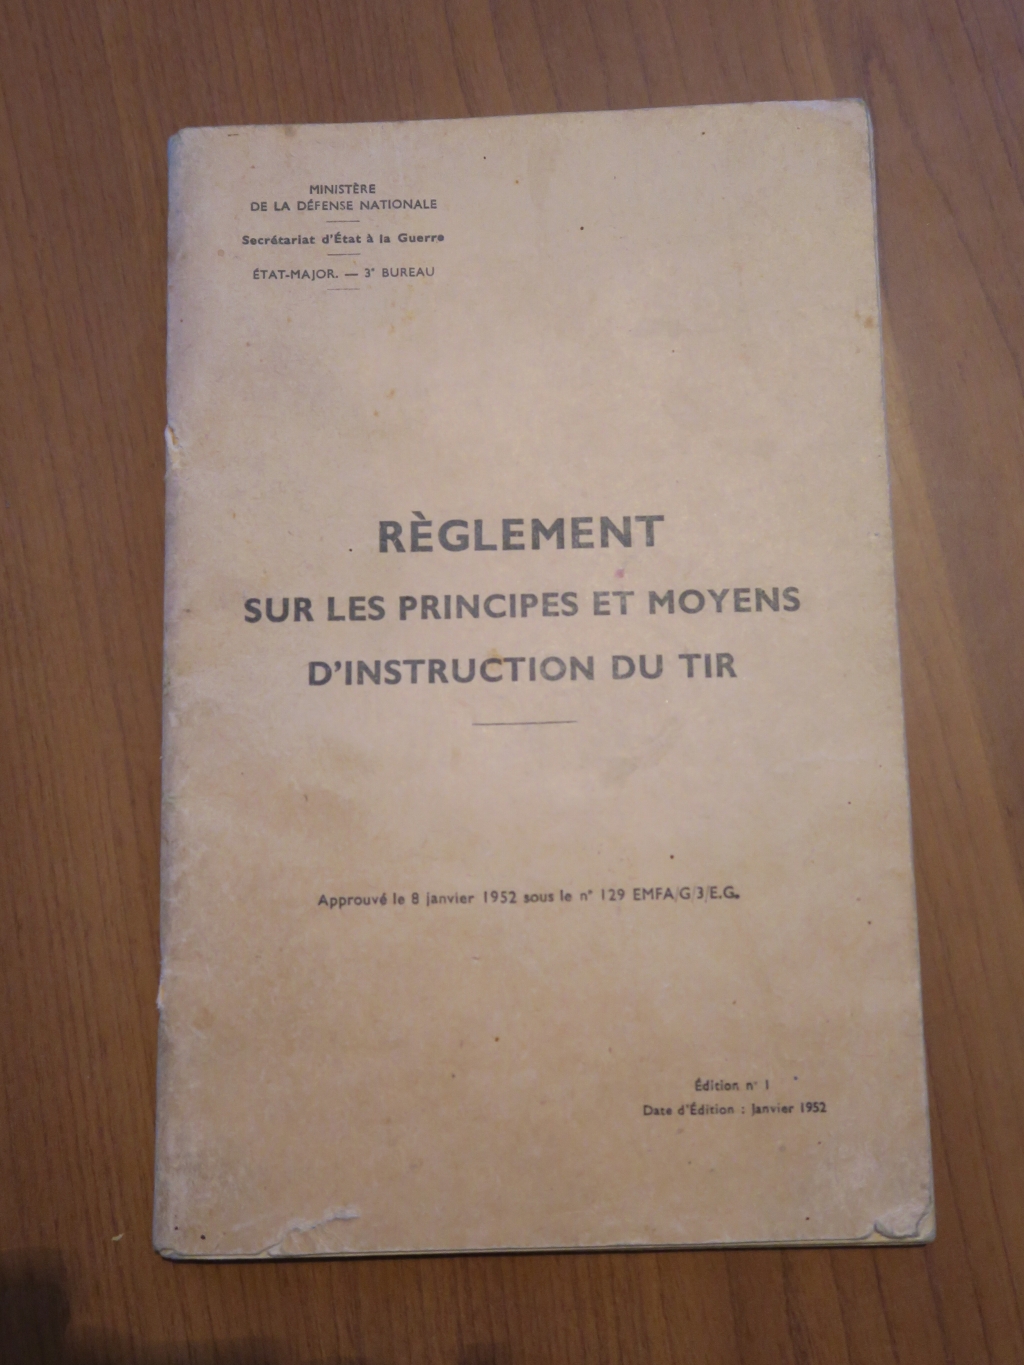 MINISTÈRE
DE LA DÉFENSE NATIONALE
Secrétariat d'État à la Guerre
ÉTAT-MAJOR. — 3e BUREAU
RÈGLEMENT
SUR LES PRINCIPES ET MOYENS
D'INSTRUCTION DU TIR
Approuvé le 8 janvier 1952 sous le n° 129 EMFA/G/3/E.G.
Édition n° 1
Date d'Édition : Janvier 1952